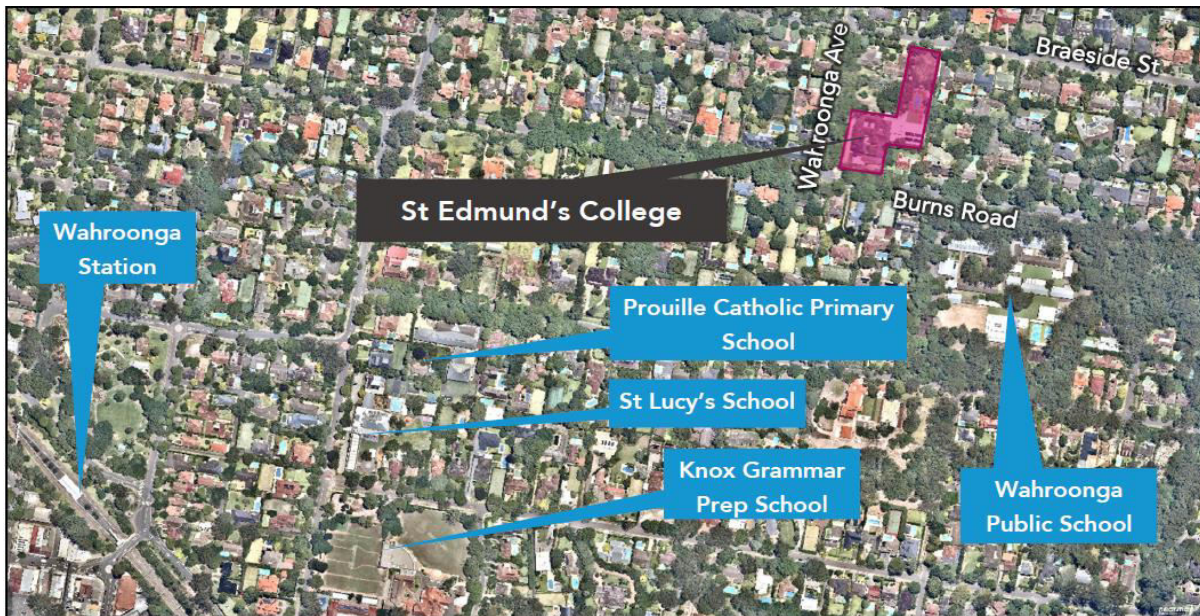 Wahroonga Ave
Braeside St
St Edmund's College
Burns Road
Wahroonga
Station
Prouille Catholic Primary
School
St Lucy's School
Knox Grammar
Prep School
Wahroonga
Public School